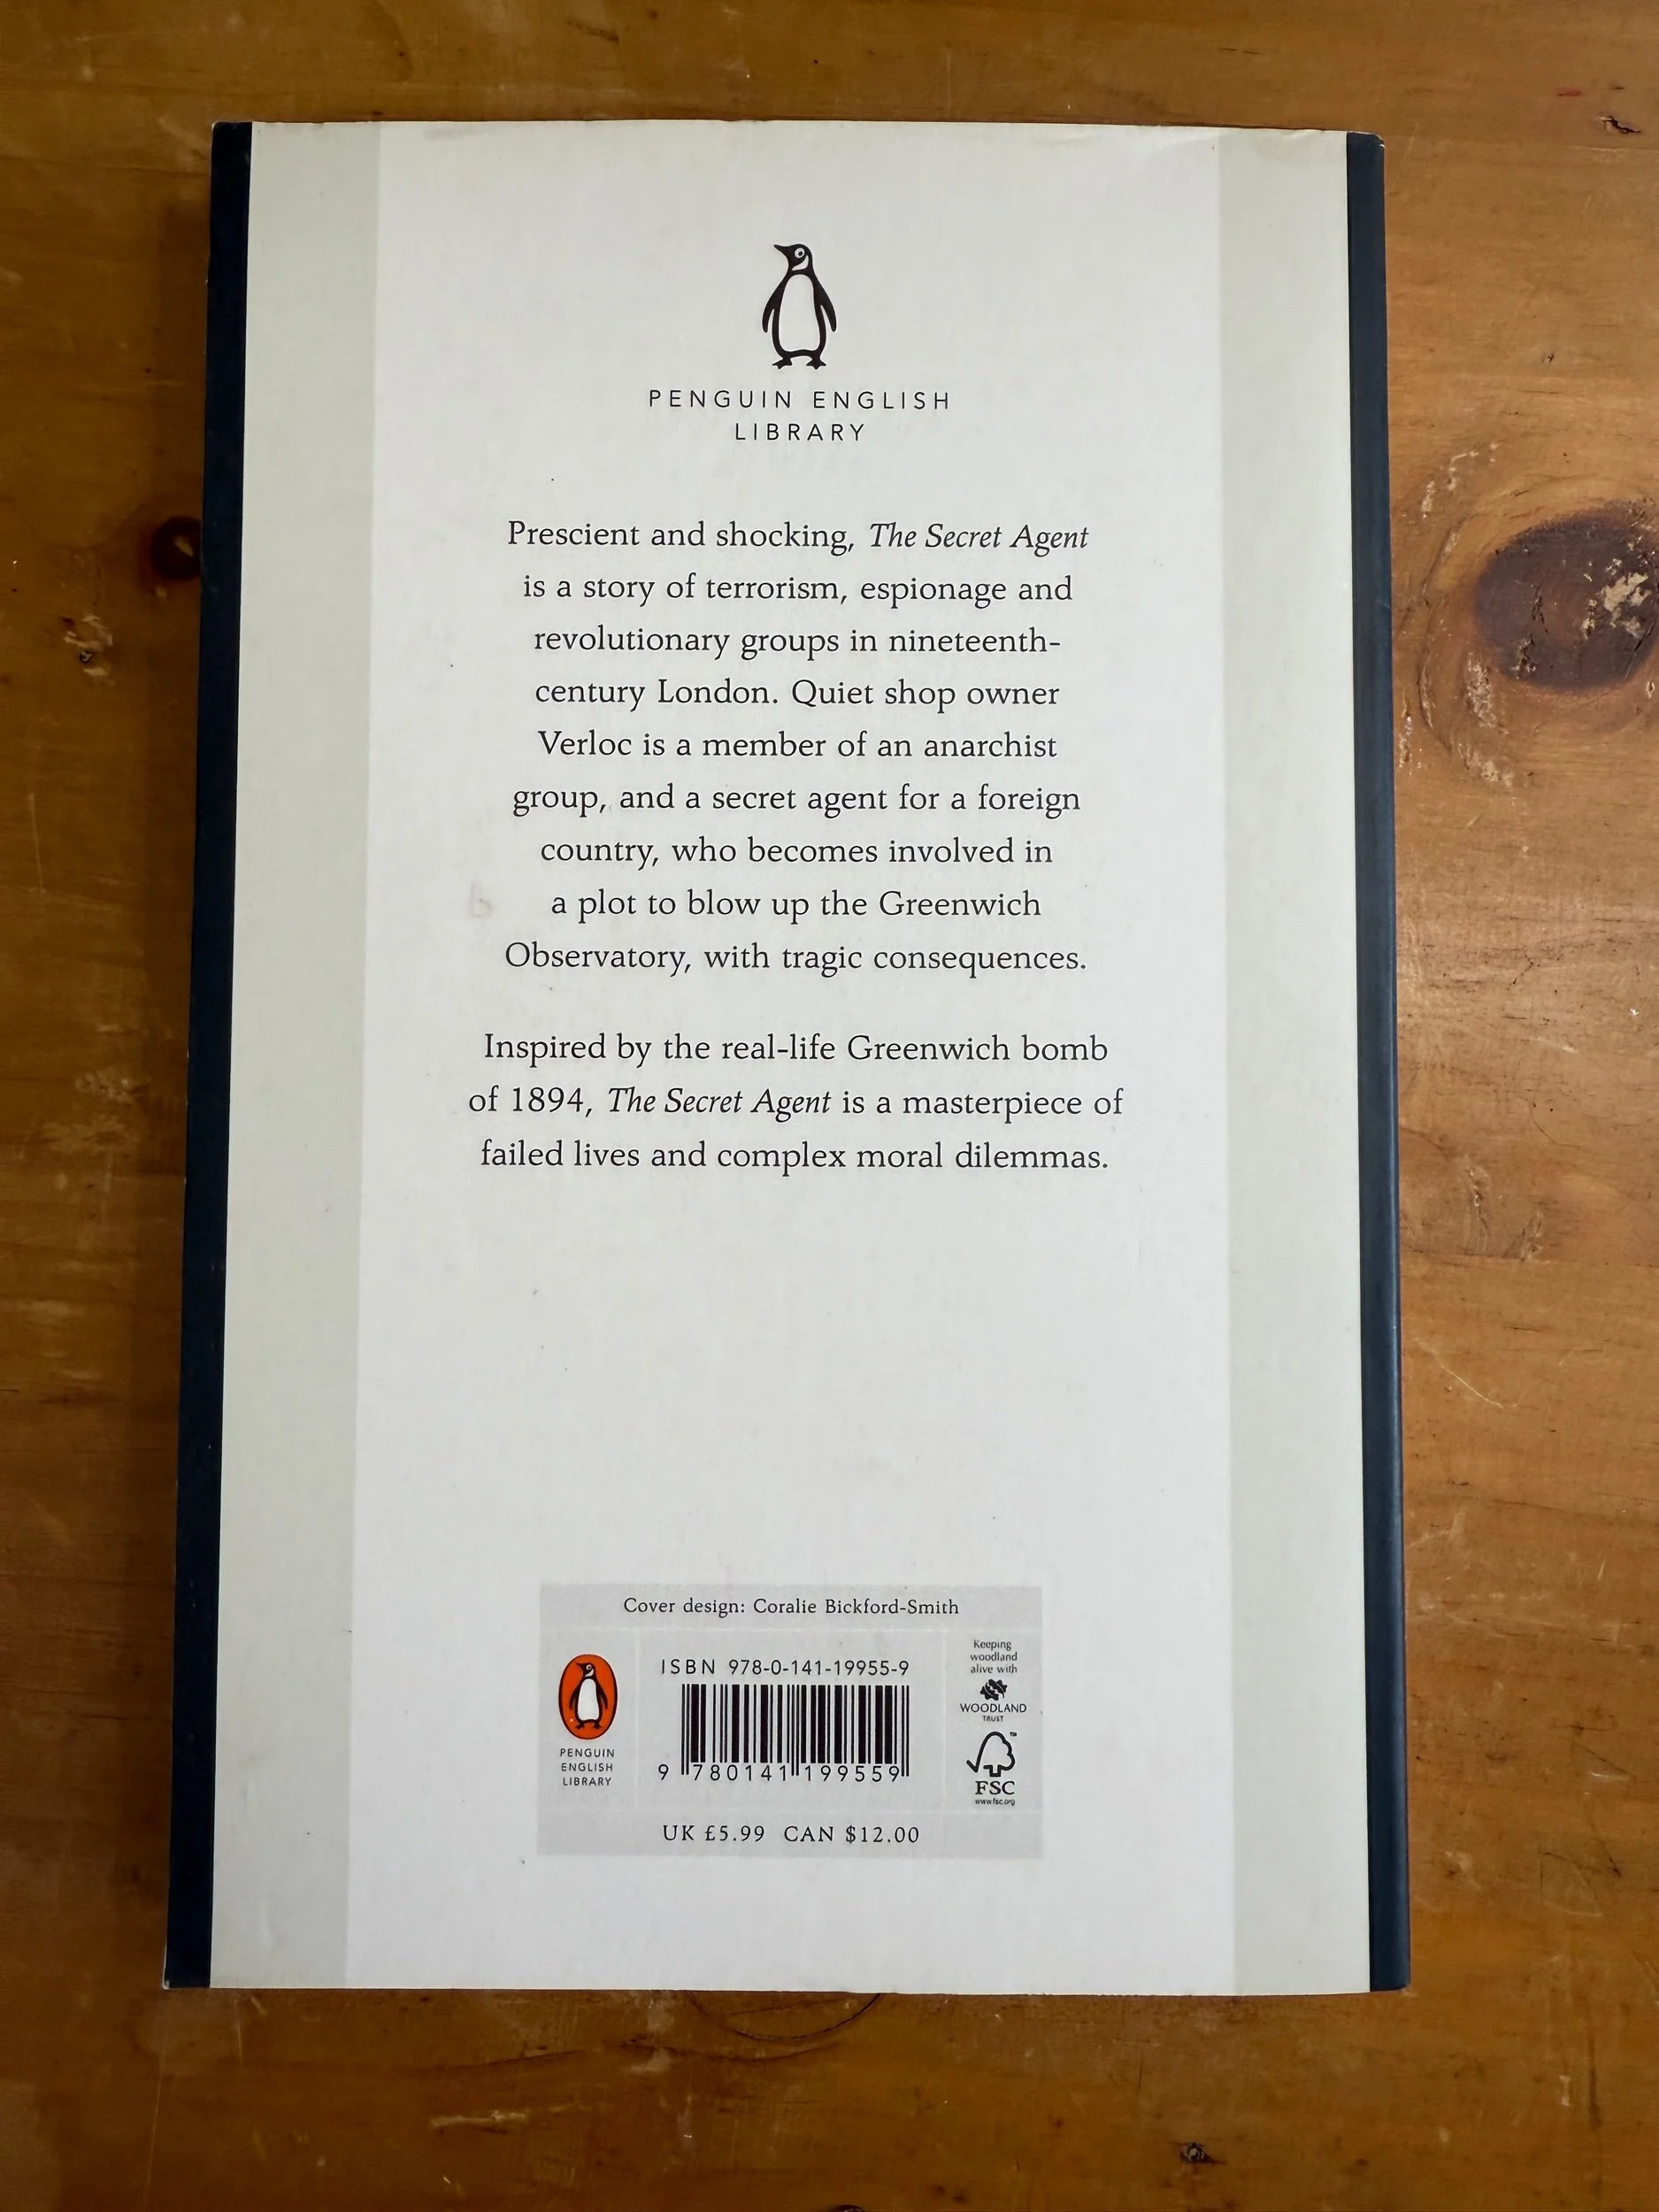 PENGUIN ENGLISH
LIBRARY
Prescient and shocking, The Secret Agent
is a story of terrorism, espionage and
revolutionary groups in nineteenth-
century London. Quiet shop owner
Verloc is a member of an anarchist
group, and a secret agent for a foreign
country, who becomes involved in
a plot to blow up the Greenwich
Observatory, with tragic consequences.
Inspired by the real-life Greenwich bomb
of 1894, The Secret Agent is a masterpiece of
failed lives and complex moral dilemmas.
Cover design: Coralie Bickford-Smith
PENGUIN
ENGLISH
LIBRARY
ISBN 978-0-141-19955-9
9 780141 199559
Keeping
woodland
alive with
WOODLAND
TRUST
™
FSC
www.fsc.org
UK £5.99 CAN $12.00